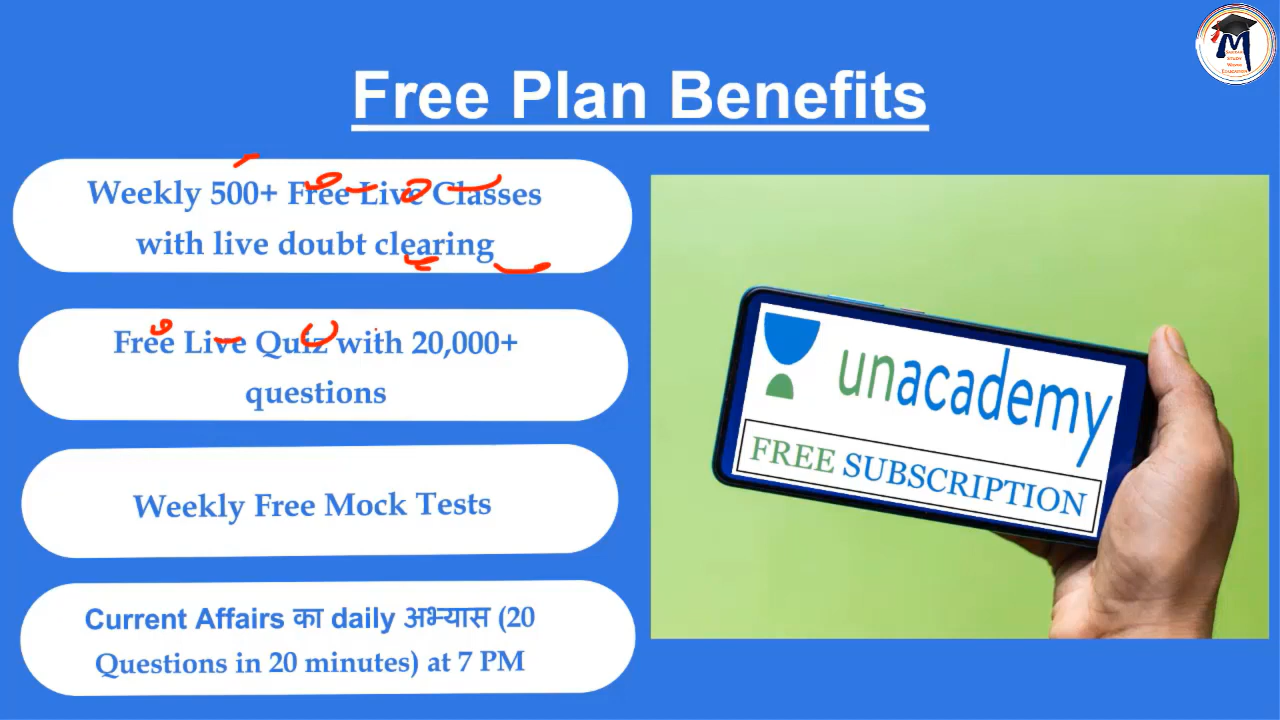 Free Plan Benefits
Weekly 500+ Free Live Classes
with live doubt clearing
Free Live Quiz with 20,000+
questions
Weekly Free Mock Tests
Current Affairs का daily अभ्यास (20
Questions in 20 minutes) at 7 PM
unacademy
FREE SUBSCRIPTION
M
STUDY
EDUCATION